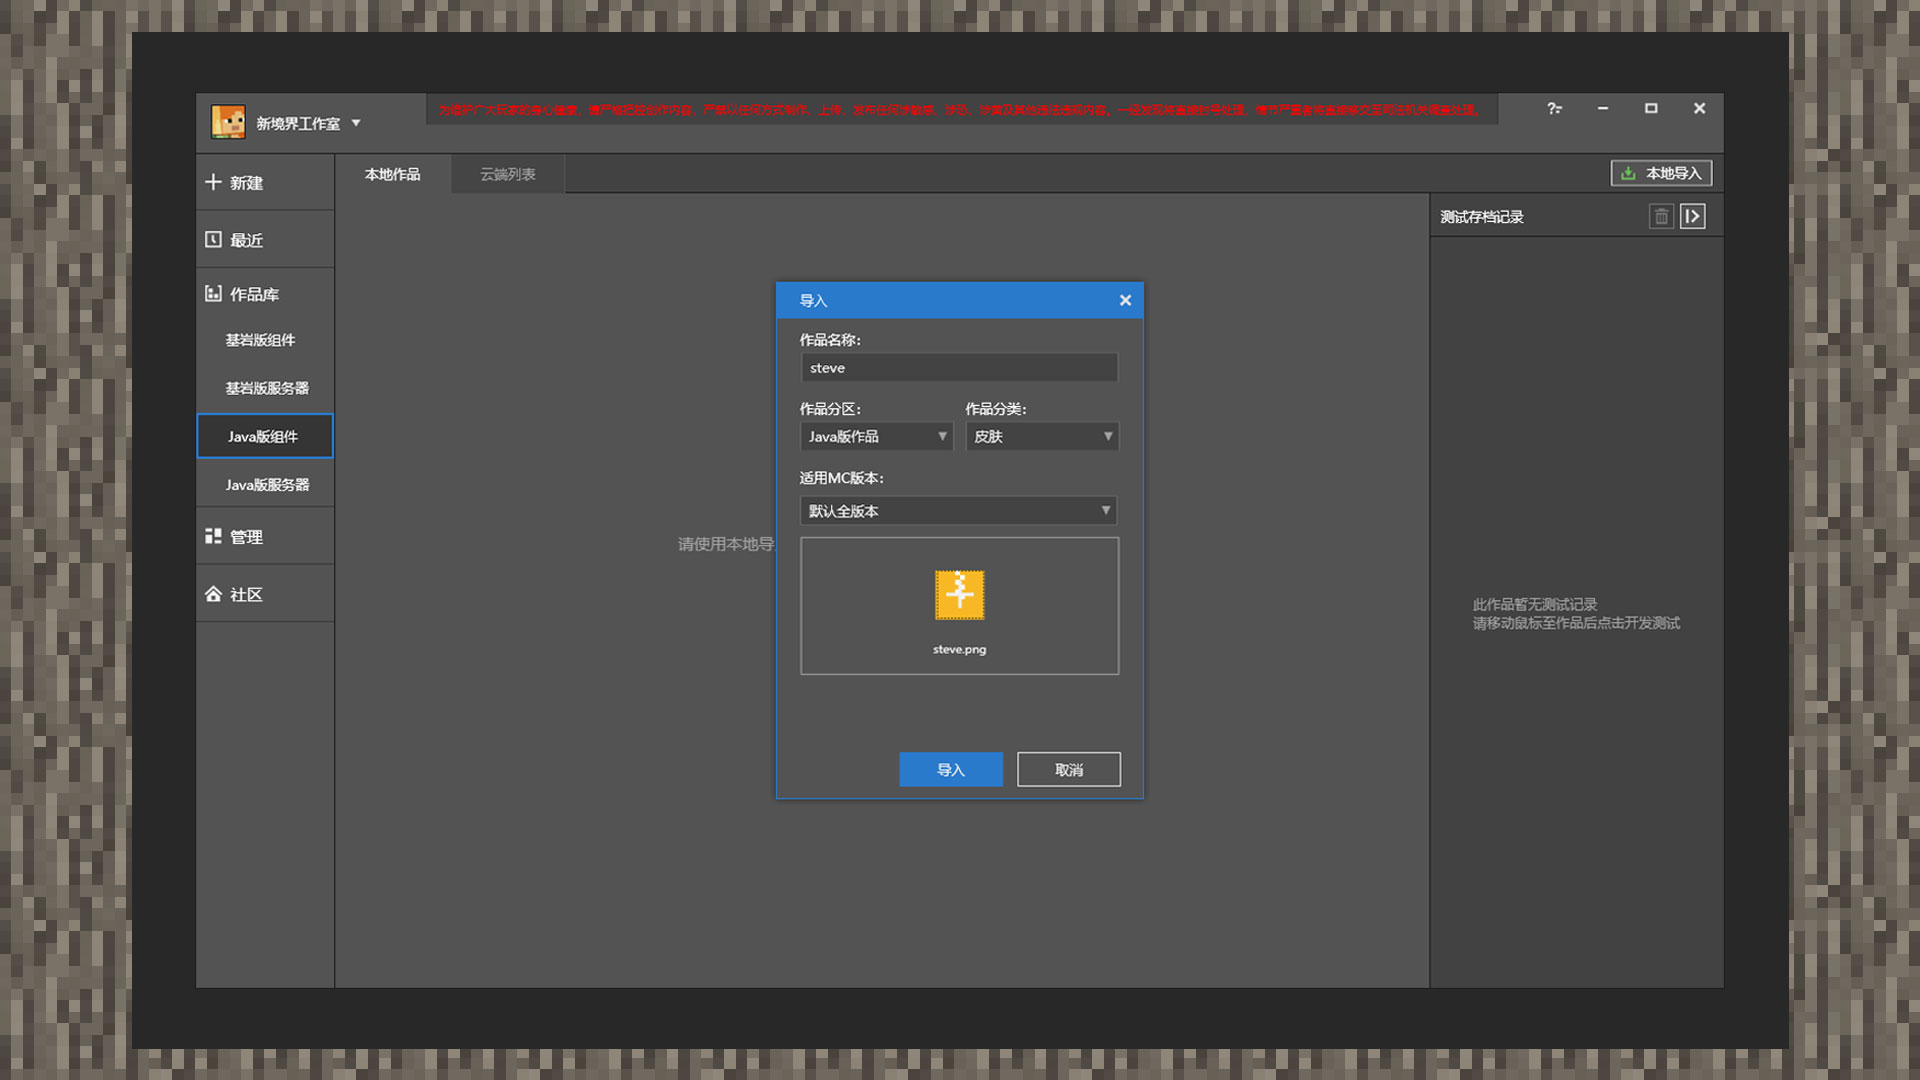 新境界工作室
为维护广大玩家的身心健康，请严格把控创作内容，严禁以任何方式制作、上传、发布任何涉敏感、涉恐、涉黄及其他违法违规内容。一经发现将直接封号处理，情节严重者将直接移交至司法机关调查处理。
新建
最近
作品库
基岩版组件
基岩版服务器
Java版组件
Java版服务器
管理
社区
本地作品
云端列表
本地导入
测试存档记录
请使用本地导
导入
作品名称：
steve
作品分区：
作品分类：
Java版作品
皮肤
适用MC版本：
默认全版本
steve.png
导入
取消
此作品暂无测试记录
请移动鼠标至作品后点击开发测试